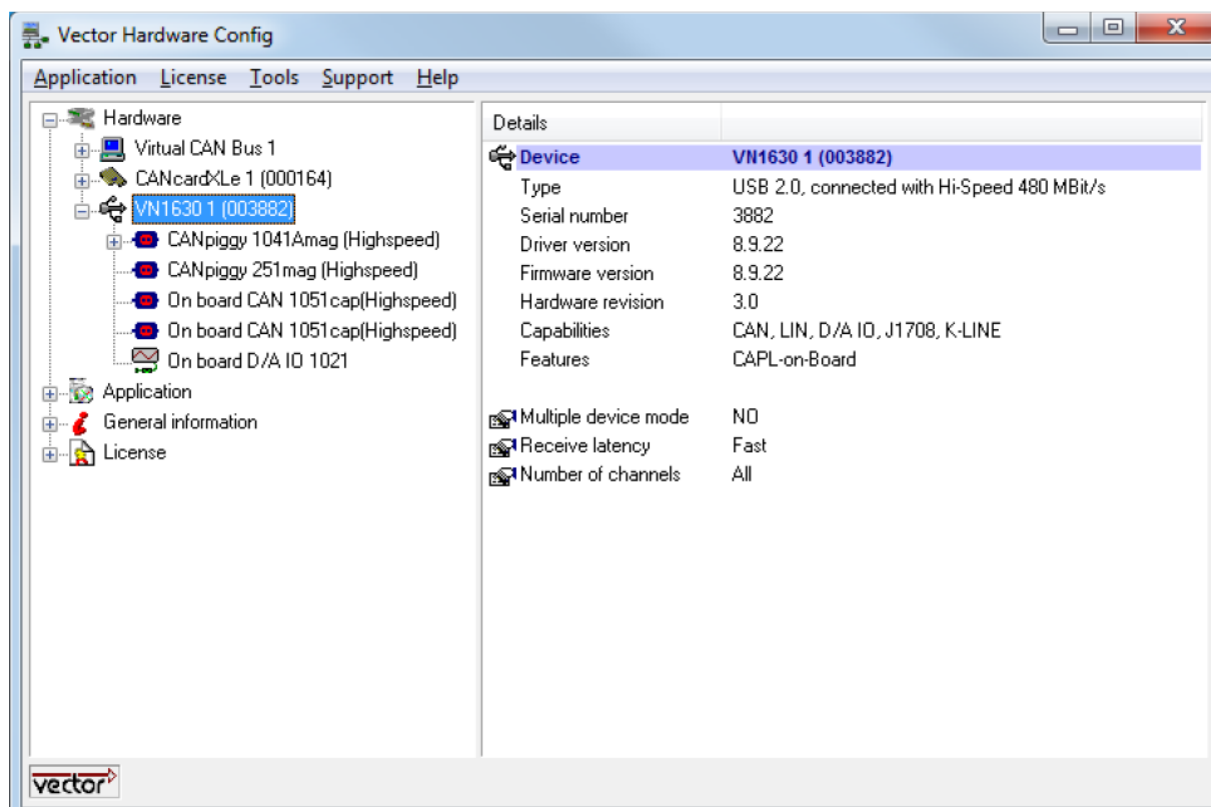 Vector Hardware Config
Application License Tools Support Help
Hardware
Virtual CAN Bus 1
CANcardXLe 1 (000164)
VN1630 1 (003882)
CANpiggy 1041Amag (Highspeed)
CANpiggy 251mag (Highspeed)
On board CAN 1051cap(Highspeed)
On board CAN 1051cap(Highspeed)
On board D/A IO 1021
Application
General information
License
Details
Device VN1630 1 (003882)
Type USB 2.0, connected with Hi-Speed 480 MBit/s
Serial number 3882
Driver version 8.9.22
Firmware version 8.9.22
Hardware revision 3.0
Capabilities CAN, LIN, D/A IO, J1708, K-LINE
Features CAPL-on-Board
Multiple device mode NO
Receive latency Fast
Number of channels All
vector